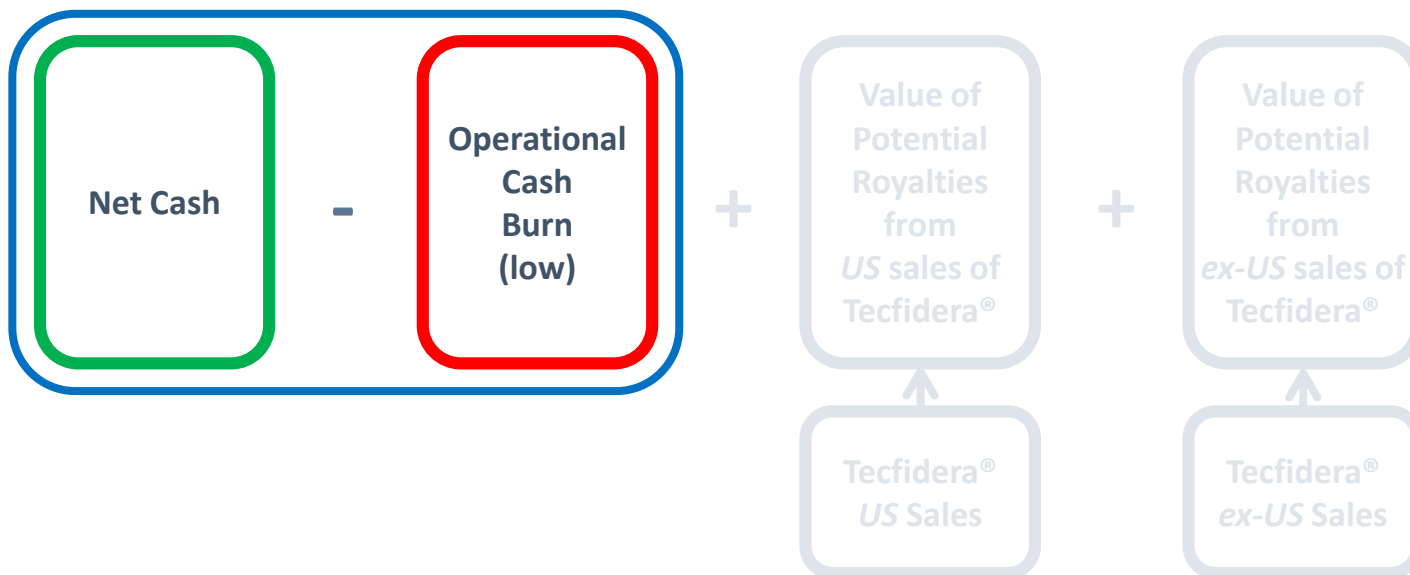 Net Cash
-
Operational
Cash
Burn
(low)
+
Value of
Potential
Royalties
from
US sales of
Tecfidera®
+
Value of
Potential
Royalties
from
ex-US sales of
Tecfidera®
Tecfidera®
US Sales
Tecfidera®
ex-US Sales